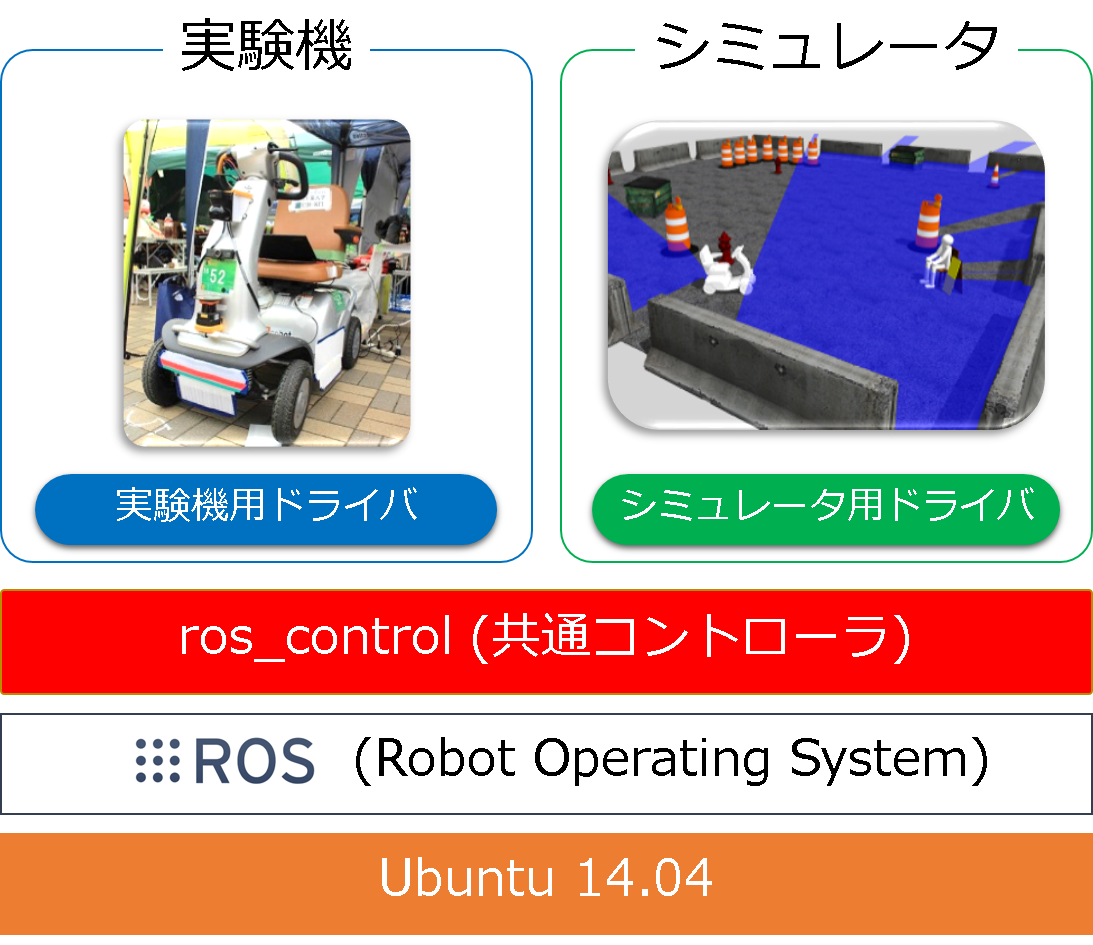 実験機
シミュレータ
52
実験機用ドライバ
シミュレータ用ドライバ
ros_control (共通コントローラ)
ROS (Robot Operating System)
Ubuntu 14.04